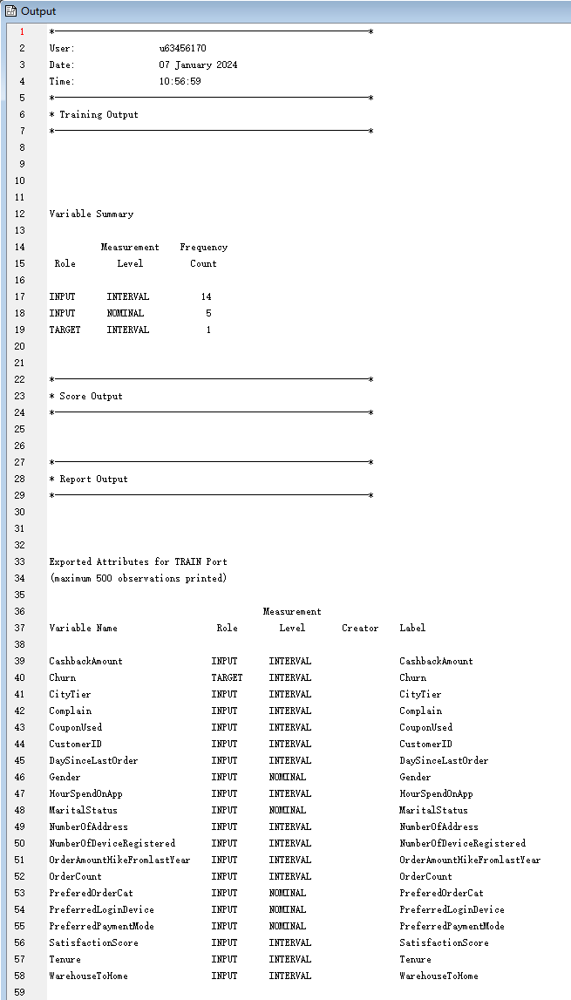 Output
1 *————————————————————*
2 User: u63456170
3 Date: 07 January 2024
4 Time: 10:56:59
5 *————————————————————*
6 * Training Output
7 *————————————————————*
8
9
10
11
12 Variable Summary
13
14 Measurement Frequency
15 Role Level Count
16
17 INPUT INTERVAL 14
18 INPUT NOMINAL 5
19 TARGET INTERVAL 1
20
21
22 *————————————————————*
23 * Score Output
24 *————————————————————*
25
26
27 *————————————————————*
28 * Report Output
29 *————————————————————*
30
31
32
33 Exported Attributes for TRAIN Port
34 (maximum 500 observations printed)
35
36 Measurement
37 Variable Name Role Level Creator Label
38
39 CashbackAmount INPUT INTERVAL CashbackAmount
40 Churn TARGET INTERVAL Churn
41 CityTier INPUT INTERVAL CityTier
42 Complain INPUT INTERVAL Complain
43 CouponUsed INPUT INTERVAL CouponUsed
44 CustomerID INPUT INTERVAL CustomerID
45 DaySinceLastOrder INPUT INTERVAL DaySinceLastOrder
46 Gender INPUT NOMINAL Gender
47 HourSpendOnApp INPUT INTERVAL HourSpendOnApp
48 MaritalStatus INPUT NOMINAL MaritalStatus
49 NumberOfAddress INPUT INTERVAL NumberOfAddress
50 NumberOfDeviceRegistered INPUT INTERVAL NumberOfDeviceRegistered
51 OrderAmountHikeFromlastYear INPUT INTERVAL OrderAmountHikeFromlastYear
52 OrderCount INPUT INTERVAL OrderCount
53 PreferedOrderCat INPUT NOMINAL PreferedOrderCat
54 PreferredLoginDevice INPUT NOMINAL PreferredLoginDevice
55 PreferredPaymentMode INPUT NOMINAL PreferredPaymentMode
56 SatisfactionScore INPUT INTERVAL SatisfactionScore
57 Tenure INPUT INTERVAL Tenure
58 WarehouseToHome INPUT INTERVAL WarehouseToHome
59